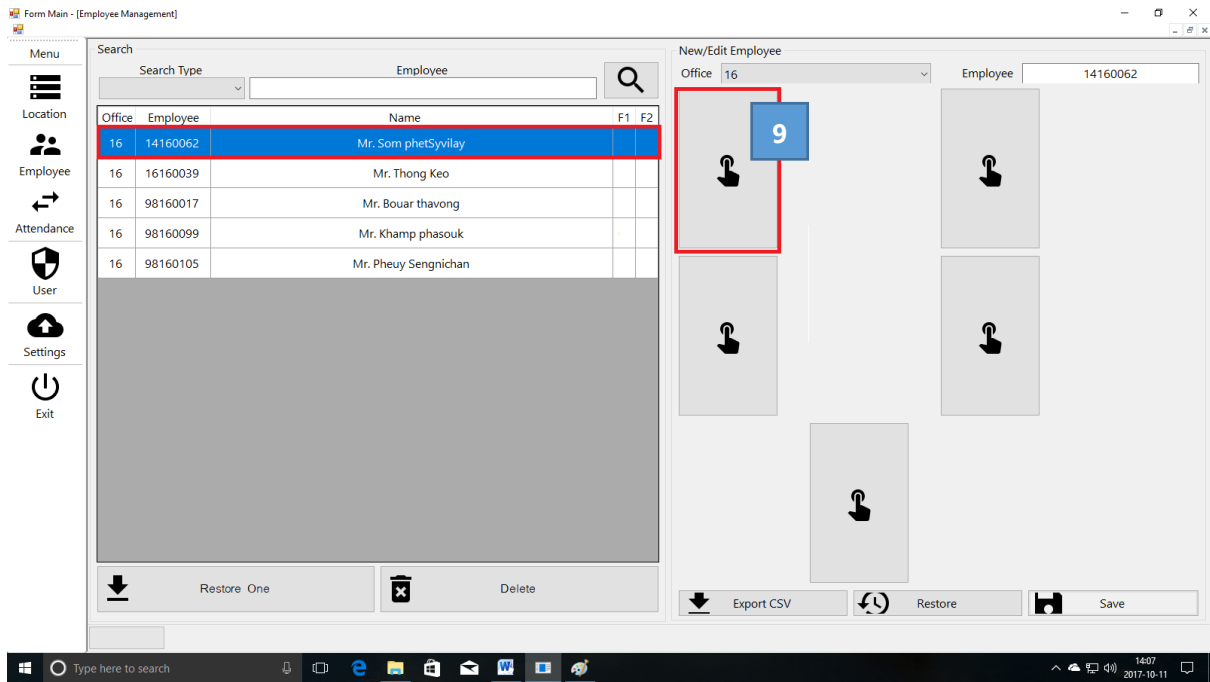 Form Main - [Employee Management]
Menu
Location
Employee
Attendance
User
Settings
Exit
Search
Search Type
Employee
Office Employee Name F1 F2
16 14160062 Mr. Som phetSyvilay
16 16160039 Mr. Thong Keo
16 98160017 Mr. Bouar thavong
16 98160099 Mr. Khamp phasouk
16 98160105 Mr. Pheuy Sengnichan
Restore One
Delete
New/Edit Employee
Office 16 Employee 14160062
9
Export CSV
Restore
Save
Type here to search
14:07
2017-10-11